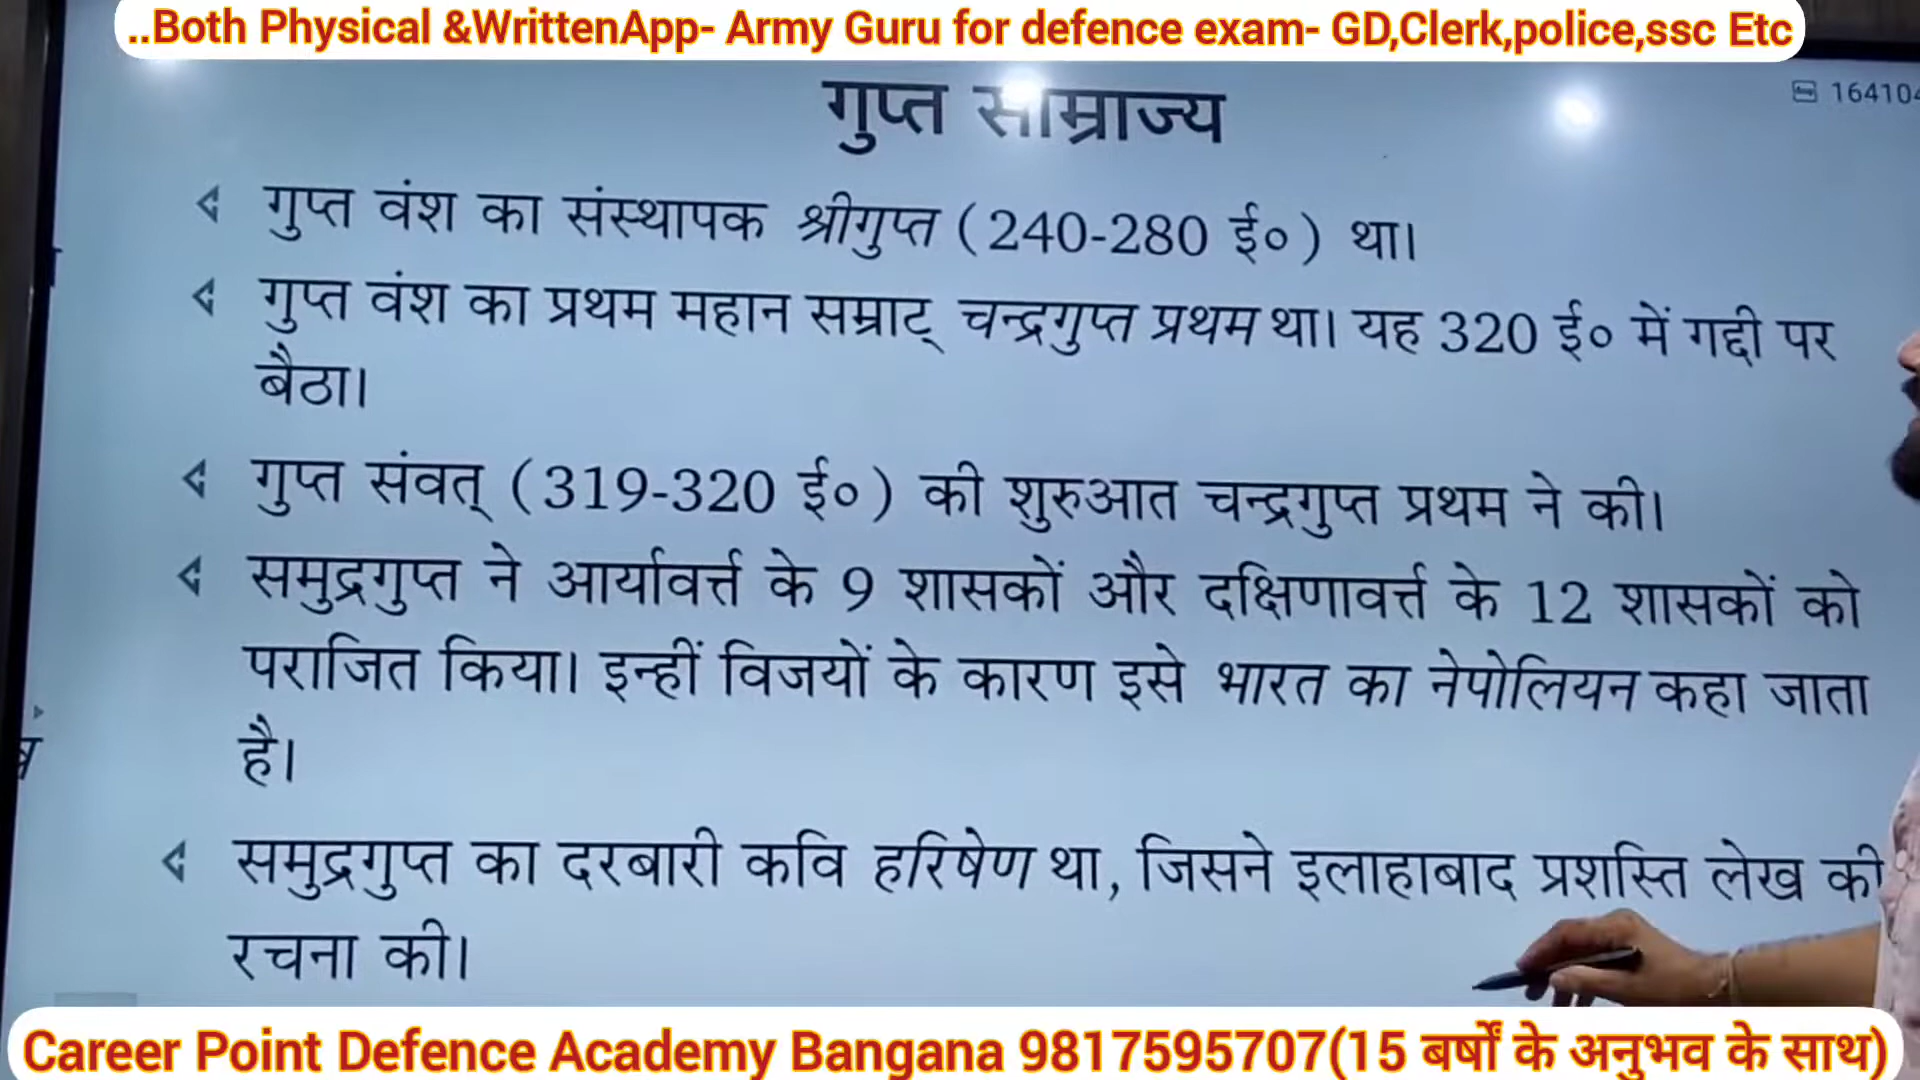 ..Both Physical &WrittenApp- Army Guru for defence exam- GD,Clerk,police,ssc Etc
गुप्त साम्राज्य
164104
गुप्त वंश का संस्थापक श्रीगुप्त (240-280 ई०) था।
गुप्त वंश का प्रथम महान सम्राट् चन्द्रगुप्त प्रथम था। यह 320 ई० में गद्दी पर
बैठा।
गुप्त संवत् (319-320 ई०) की शुरुआत चन्द्रगुप्त प्रथम ने की।
समुद्रगुप्त ने आर्यावर्त्त के 9 शासकों और दक्षिणावर्त्त के 12 शासकों को
पराजित किया। इन्हीं विजयों के कारण इसे भारत का नेपोलियन कहा जाता
है।
समुद्रगुप्त का दरबारी कवि हरिषेण था, जिसने इलाहाबाद प्रशस्ति लेख की
रचना की।
Career Point Defence Academy Bangana 9817595707(15 बर्षों के अनुभव के साथ)